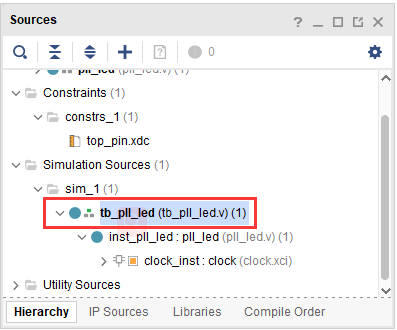 Sources
0
pll_led (pll_led.v) (1)
Constraints (1)
constrs_1 (1)
top_pin.xdc
Simulation Sources (1)
sim_1 (1)
tb_pll_led (tb_pll_led.v) (1)
inst_pll_led : pll_led (pll_led.v) (1)
clock_inst : clock (clock.xci)
Utility Sources
Hierarchy IP Sources Libraries Compile Order